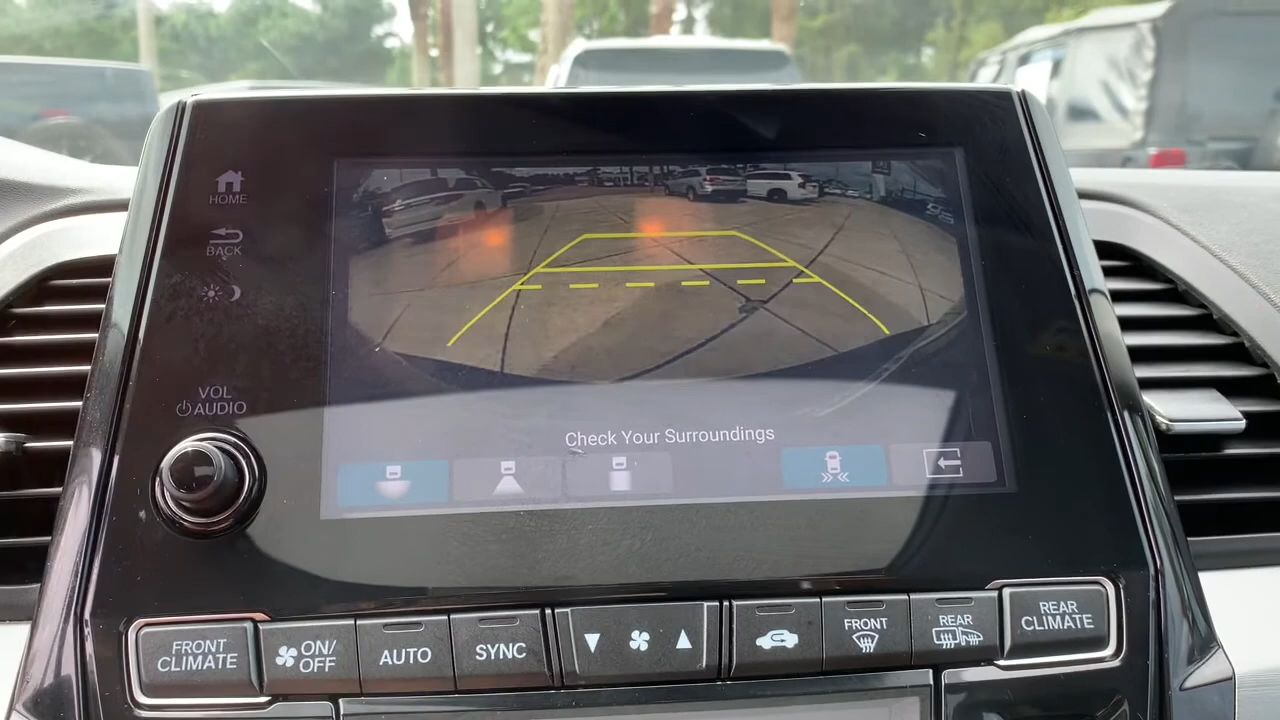 HOME
BACK
VOL
AUDIO
Check Your Surroundings
FRONT
CLIMATE
ON/
OFF
AUTO
SYNC
FRONT
REAR
REAR
CLIMATE